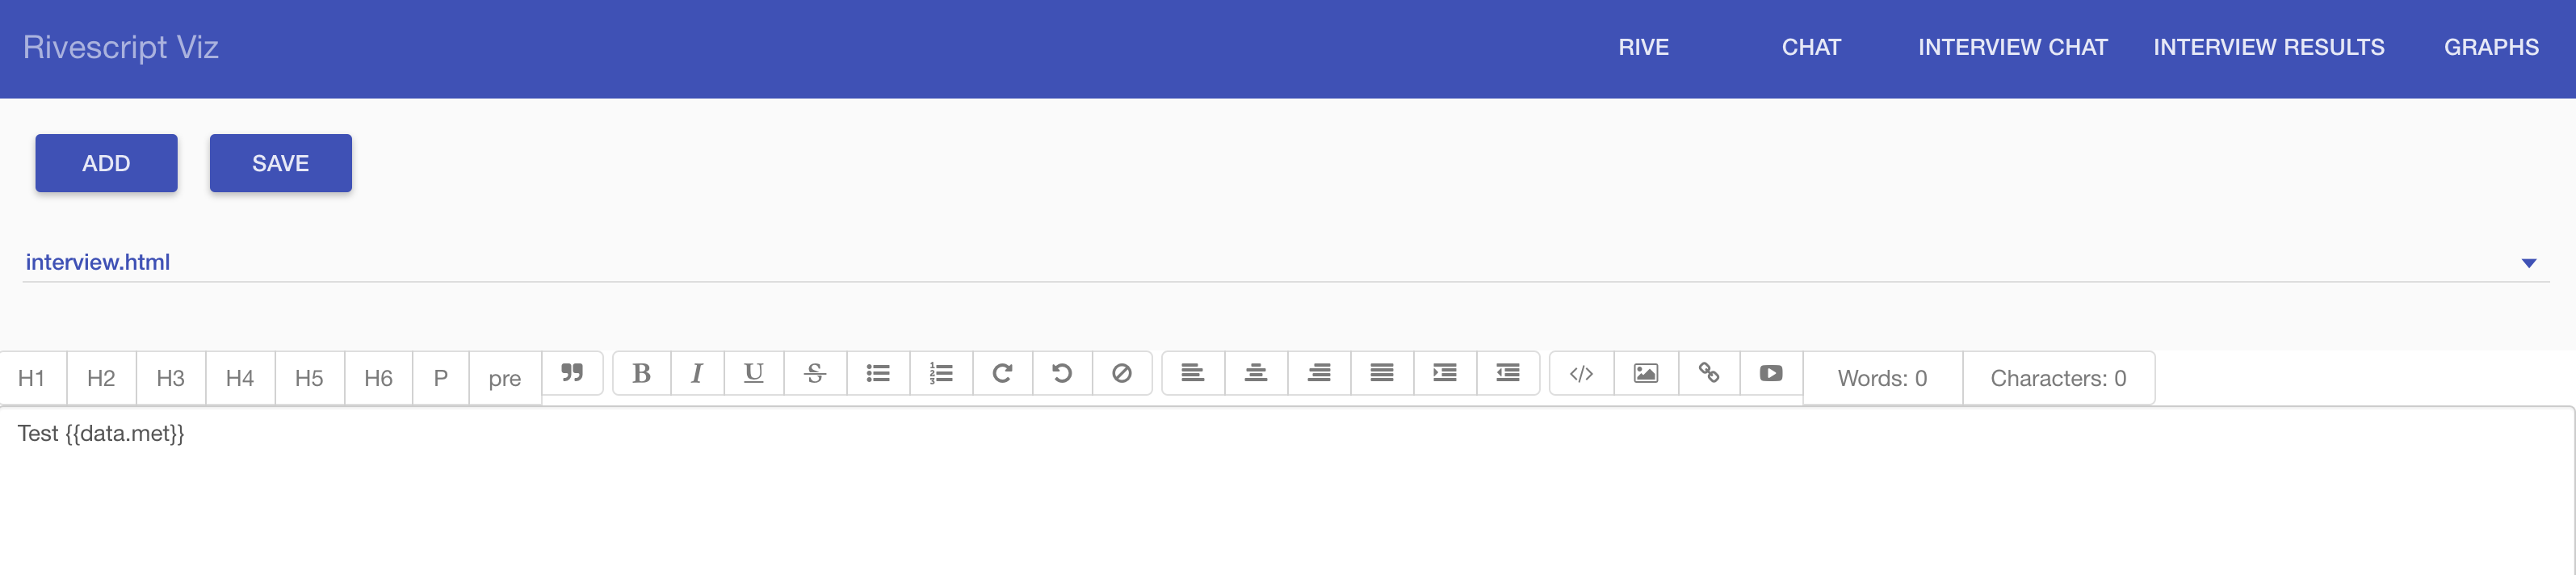 Rivescript Viz RIVE CHAT INTERVIEW CHAT INTERVIEW RESULTS GRAPHS
ADD SAVE
interview.html
H1 H2 H3 H4 H5 H6 P pre B I U S Words: 0 Characters: 0
Test {{data.met}}